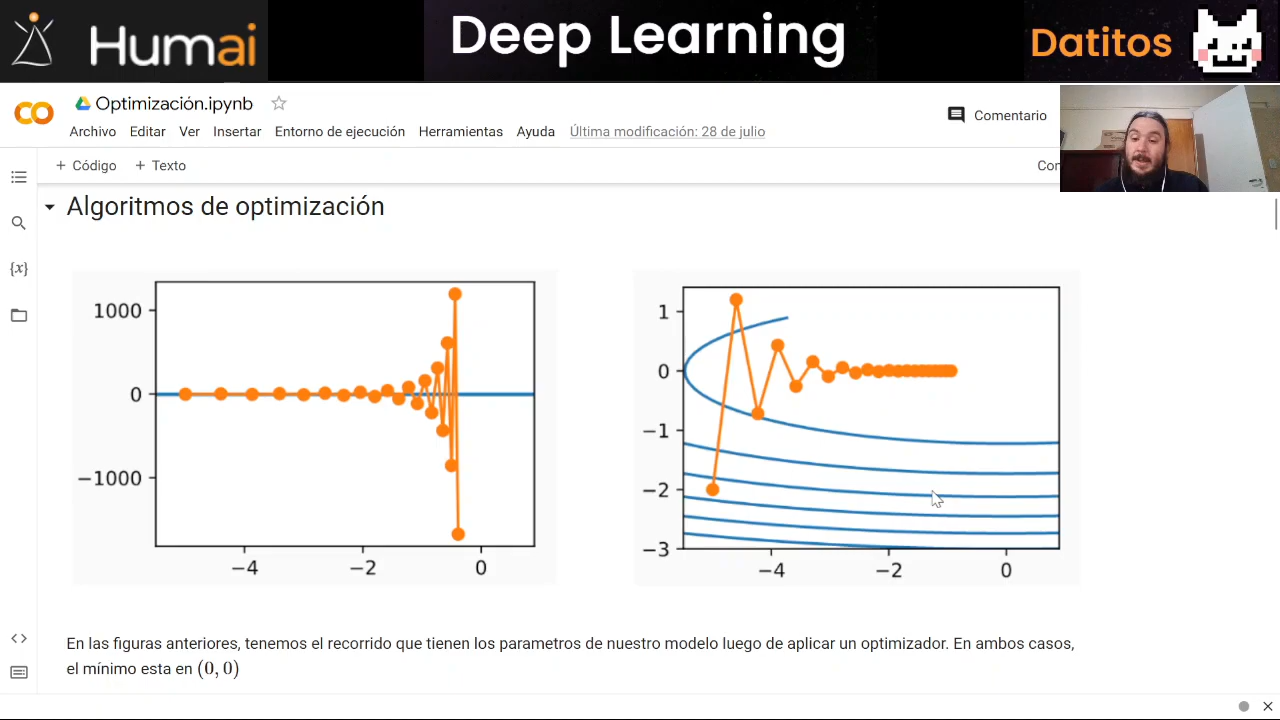 Humai
Deep Learning
Datitos
Optimización.ipynb
Archivo Editar Ver Insertar Entorno de ejecución Herramientas Ayuda Última modificación: 28 de julio
Comentario
+ Código + Texto
Con
{x}
Algoritmos de optimización
1000
0
−1000
−4 −2 0
1
0
−1
−2
−3
−4 −2 0
En las figuras anteriores, tenemos el recorrido que tienen los parametros de nuestro modelo luego de aplicar un optimizador. En ambos casos,
el mínimo esta en (0, 0)